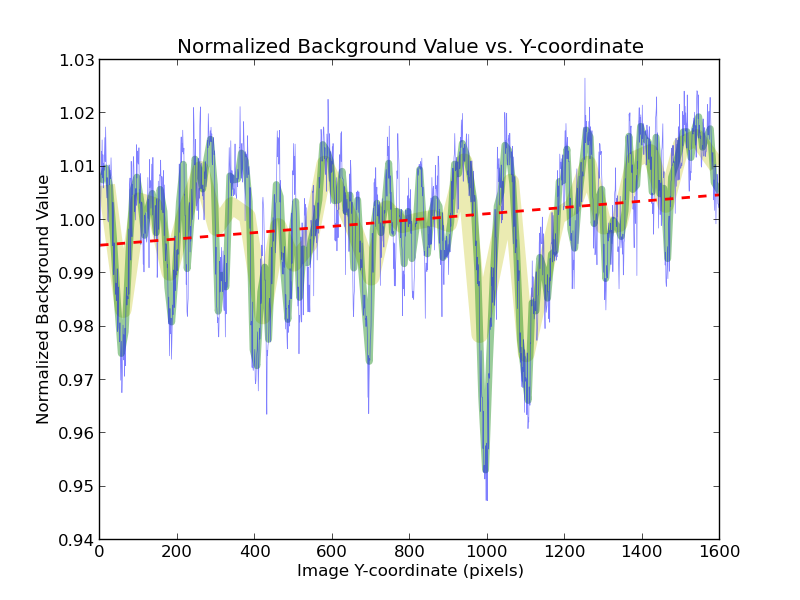 Normalized Background Value vs. Y-coordinate
1.03
1.02
1.01
1.00
0.99
0.98
0.97
0.96
0.95
0.94
Normalized Background Value
0 200 400 600 800 1000 1200 1400 1600
Image Y-coordinate (pixels)